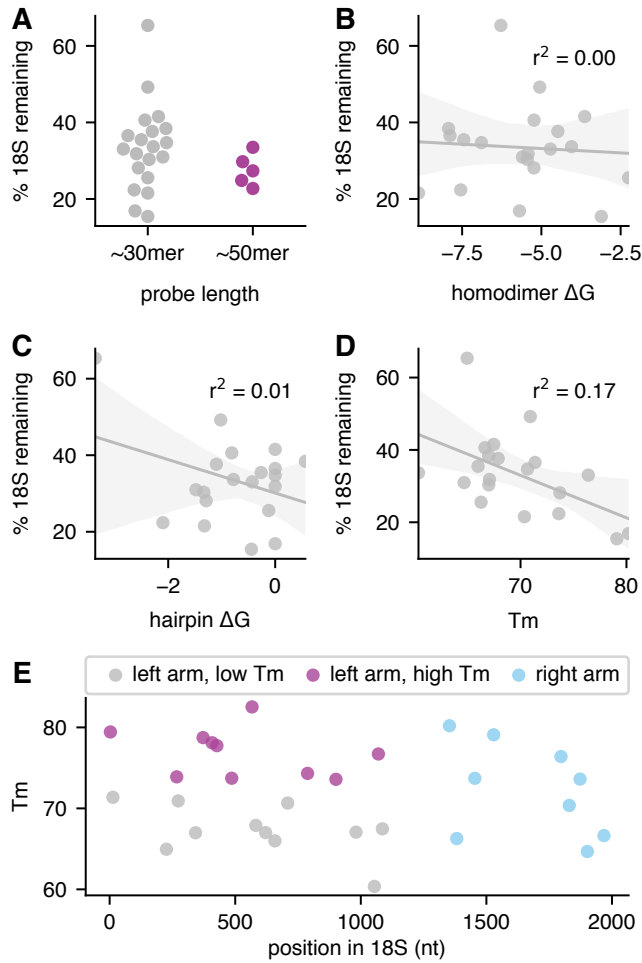 A
% 18S remaining
60
40
20
~30mer ~50mer
probe length
B
% 18S remaining
60
40
20
r² = 0.00
−7.5 −5.0 −2.5
homodimer ΔG
C
% 18S remaining
60
40
20
r² = 0.01
−2 0
hairpin ΔG
D
% 18S remaining
60
40
20
r² = 0.17
70 80
Tm
E
left arm, low Tm left arm, high Tm right arm
Tm
80
70
60
0 500 1000 1500 2000
position in 18S (nt)